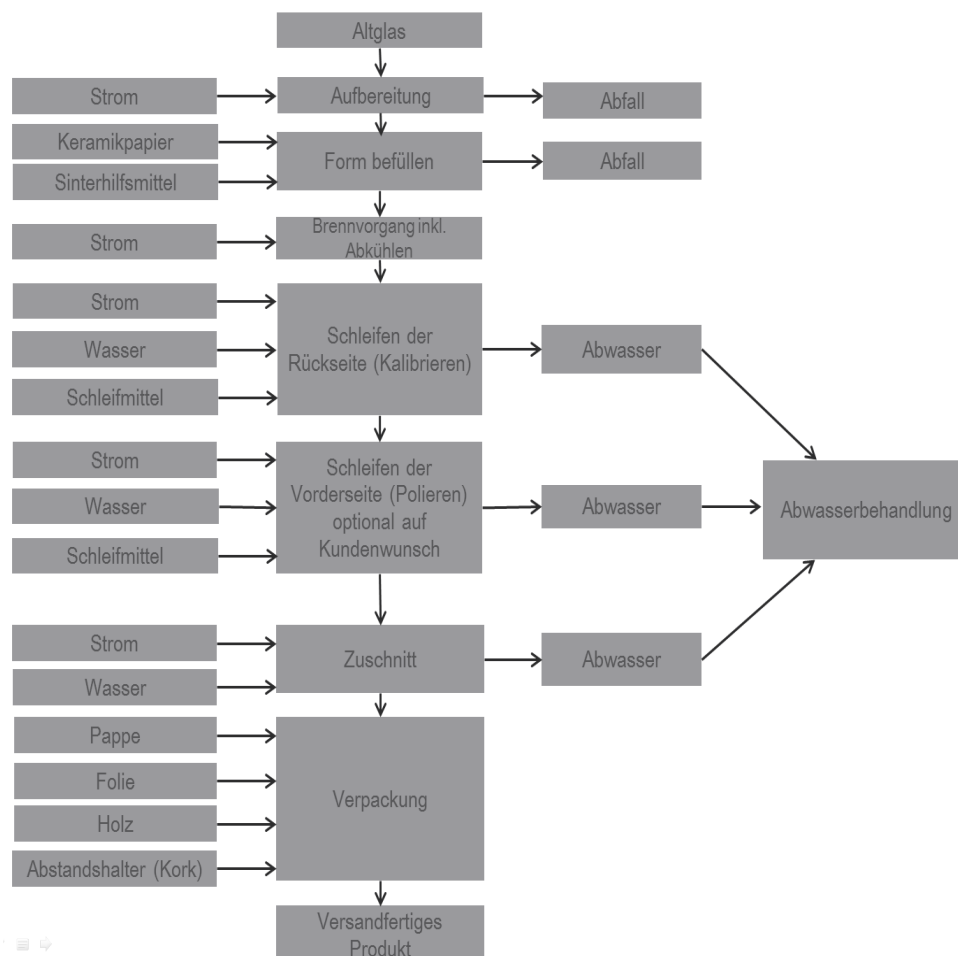 Altglas
Strom
Aufbereitung
Abfall
Keramikpapier
Sinterhilfsmittel
Form befüllen
Abfall
Strom
Brennvorgang inkl.
Abkühlen
Strom
Wasser
Schleifmittel
Schleifen der
Rückseite (Kalibrieren)
Abwasser
Strom
Wasser
Schleifmittel
Schleifen der
Vorderseite (Polieren)
optional auf
Kundenwunsch
Abwasser
Abwasserbehandlung
Strom
Wasser
Zuschnitt
Abwasser
Pappe
Folie
Holz
Abstandshalter (Kork)
Verpackung
Versandfertiges
Produkt